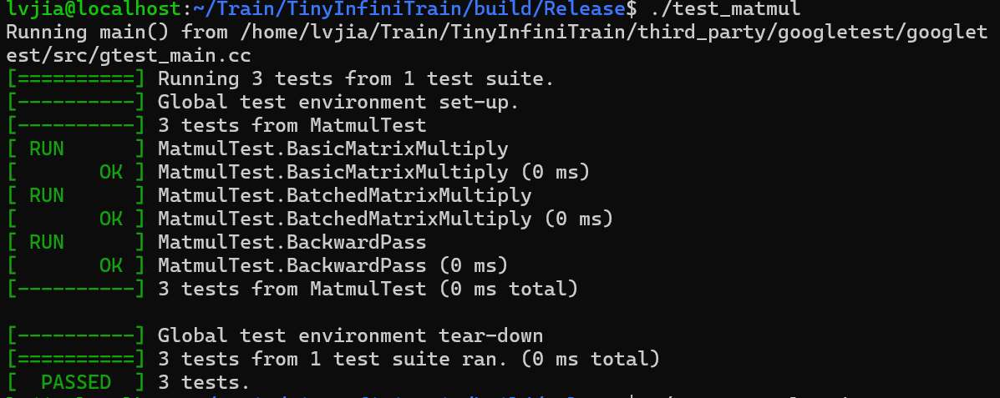 lvjia@localhost:~/Train/TinyInfiniTrain/build/Release$ ./test_matmul
Running main() from /home/lvjia/Train/TinyInfiniTrain/third_party/googletest/googlet
est/src/gtest_main.cc
[==========] Running 3 tests from 1 test suite.
[----------] Global test environment set-up.
[----------] 3 tests from MatmulTest
[ RUN      ] MatmulTest.BasicMatrixMultiply
[       OK ] MatmulTest.BasicMatrixMultiply (0 ms)
[ RUN      ] MatmulTest.BatchedMatrixMultiply
[       OK ] MatmulTest.BatchedMatrixMultiply (0 ms)
[ RUN      ] MatmulTest.BackwardPass
[       OK ] MatmulTest.BackwardPass (0 ms)
[----------] 3 tests from MatmulTest (0 ms total)
[----------] Global test environment tear-down
[==========] 3 tests from 1 test suite ran. (0 ms total)
[  PASSED  ] 3 tests.